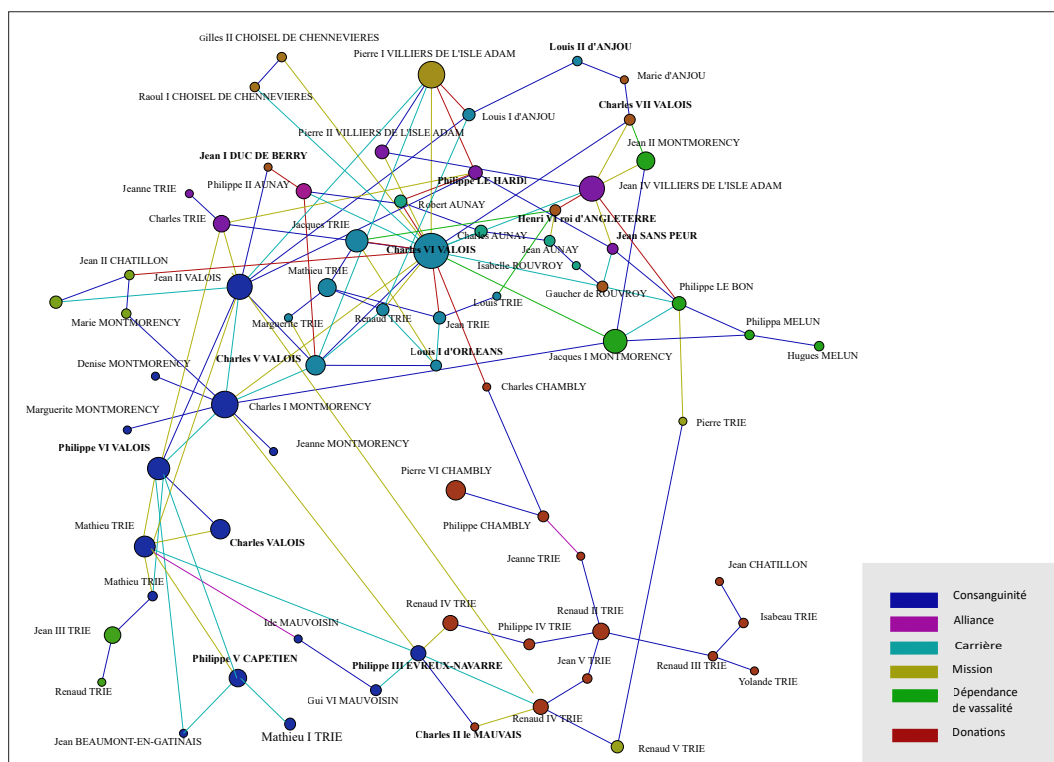 Gilles II CHOISEL DE CHENNEVIERES
Pierre I VILLIERS DE L'ISLE ADAM
Louis II d'ANJOU
Marie d'ANJOU
Raoul I CHOISEL DE CHENNEVIERES
Charles VII VALOIS
Louis I d'ANJOU
Pierre II VILLIERS DE L'ISLE ADAM
Jean II MONTMORENCY
Jean I DUC DE BERRY
Philippe LE HARDI
Jean IV VILLIERS DE L'ISLE ADAM
Jeanne TRIE
Philippe II AUNAY
Robert AUNAY
Charles TRIE
Jacques TRIE
Henri VI roi d'ANGLETERRE
Charles AUNAY
Jean SANS PEUR
Charles VI VALOIS
Jean AUNAY
Isabelle ROUVROY
Jean II CHATILLON
Jean II VALOIS
Mathieu TRIE
Gaucher de ROUVROY
Philippe LE BON
Louis TRIE
Marie MONTMORENCY
Marguerite TRIE
Renaud TRIE
Jean TRIE
Philippa MELUN
Denise MONTMORENCY
Charles V VALOIS
Louis I d'ORLEANS
Jacques I MONTMORENCY
Hugues MELUN
Charles CHAMBLY
Marguerite MONTMORENCY
Charles I MONTMORENCY
Pierre TRIE
Philippe VI VALOIS
Jeanne MONTMORENCY
Pierre VI CHAMBLY
Mathieu TRIE
Charles VALOIS
Philippe CHAMBLY
Jeanne TRIE
Jean CHATILLON
Mathieu TRIE
Renaud IV TRIE
Renaud II TRIE
Isabeau TRIE
Jean III TRIE
Ide MAUVOISIN
Philippe IV TRIE
Philippe V CAPETIEN
Philippe III EVREUX-NAVARRE
Jean V TRIE
Renaud III TRIE
Yolande TRIE
Renaud TRIE
Gui VI MAUVOISIN
Renaud IV TRIE
Jean BEAUMONT-EN-GATINAIS
Mathieu I TRIE
Charles II le MAUVAIS
Renaud V TRIE
Consanguinité
Alliance
Carrière
Mission
Dépendance
de vassalité
Donations